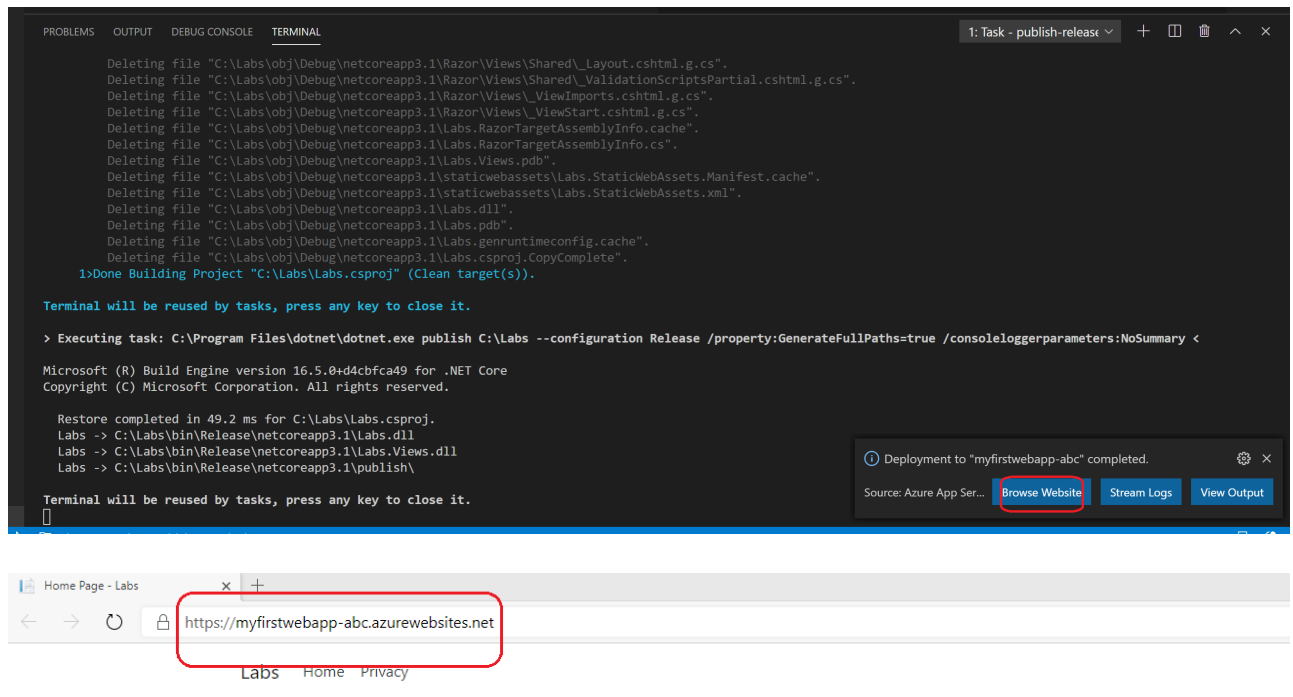 PROBLEMS OUTPUT DEBUG CONSOLE TERMINAL 1: Task - publish-release
Deleting file "C:\Labs\obj\Debug\netcoreapp3.1\Razor\Views\Shared\_Layout.cshtml.g.cs".
Deleting file "C:\Labs\obj\Debug\netcoreapp3.1\Razor\Views\Shared\_ValidationScriptsPartial.cshtml.g.cs".
Deleting file "C:\Labs\obj\Debug\netcoreapp3.1\Razor\Views\_ViewImports.cshtml.g.cs".
Deleting file "C:\Labs\obj\Debug\netcoreapp3.1\Razor\Views\_ViewStart.cshtml.g.cs".
Deleting file "C:\Labs\obj\Debug\netcoreapp3.1\Labs.RazorTargetAssemblyInfo.cache".
Deleting file "C:\Labs\obj\Debug\netcoreapp3.1\Labs.RazorTargetAssemblyInfo.cs".
Deleting file "C:\Labs\obj\Debug\netcoreapp3.1\Labs.Views.pdb".
Deleting file "C:\Labs\obj\Debug\netcoreapp3.1\staticwebassets\Labs.StaticWebAssets.Manifest.cache".
Deleting file "C:\Labs\obj\Debug\netcoreapp3.1\staticwebassets\Labs.StaticWebAssets.xml".
Deleting file "C:\Labs\obj\Debug\netcoreapp3.1\Labs.dll".
Deleting file "C:\Labs\obj\Debug\netcoreapp3.1\Labs.pdb".
Deleting file "C:\Labs\obj\Debug\netcoreapp3.1\Labs.genruntimeconfig.cache".
Deleting file "C:\Labs\obj\Debug\netcoreapp3.1\Labs.csproj.CopyComplete".
1>Done Building Project "C:\Labs\Labs.csproj" (Clean target(s)).
Terminal will be reused by tasks, press any key to close it.
> Executing task: C:\Program Files\dotnet\dotnet.exe publish C:\Labs --configuration Release /property:GenerateFullPaths=true /consoleloggerparameters:NoSummary <
Microsoft (R) Build Engine version 16.5.0+d4cbfca49 for .NET Core
Copyright (C) Microsoft Corporation. All rights reserved.
Restore completed in 49.2 ms for C:\Labs\Labs.csproj.
Labs -> C:\Labs\bin\Release\netcoreapp3.1\Labs.dll
Labs -> C:\Labs\bin\Release\netcoreapp3.1\Labs.Views.dll
Labs -> C:\Labs\bin\Release\netcoreapp3.1\publish\
Terminal will be reused by tasks, press any key to close it.
Deployment to "myfirstwebapp-abc" completed.
Source: Azure App Ser... Browse Website Stream Logs View Output
Home Page - Labs
https://myfirstwebapp-abc.azurewebsites.net
Labs Home Privacy